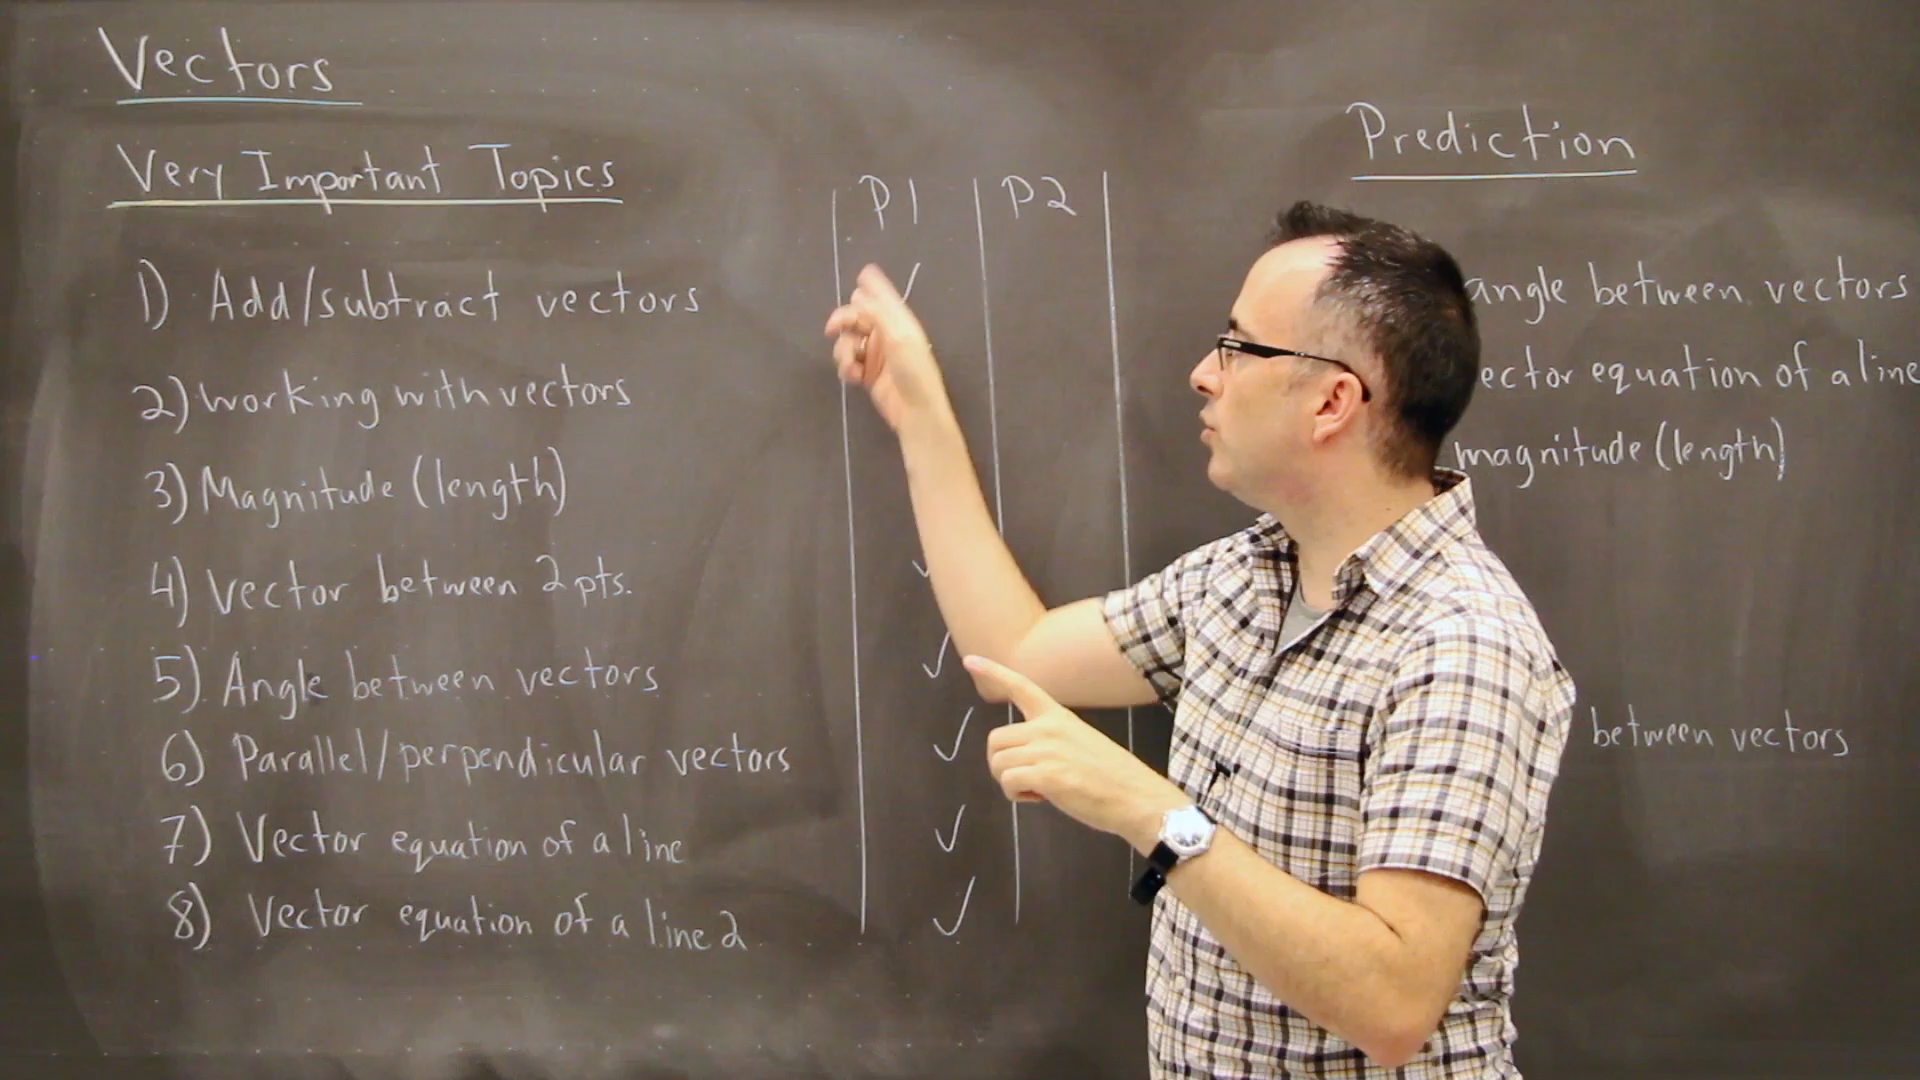 Vectors
Very Important Topics
P1 P2
1) Add/subtract vectors ✓
2) Working with vectors
3) Magnitude (length)
4) Vector between 2 pts. ✓
5) Angle between vectors ✓
6) Parallel/perpendicular vectors ✓
7) Vector equation of a line ✓
8) Vector equation of a line 2 ✓
Prediction
angle between vectors
equation of a line
magnitude (length)
between vectors